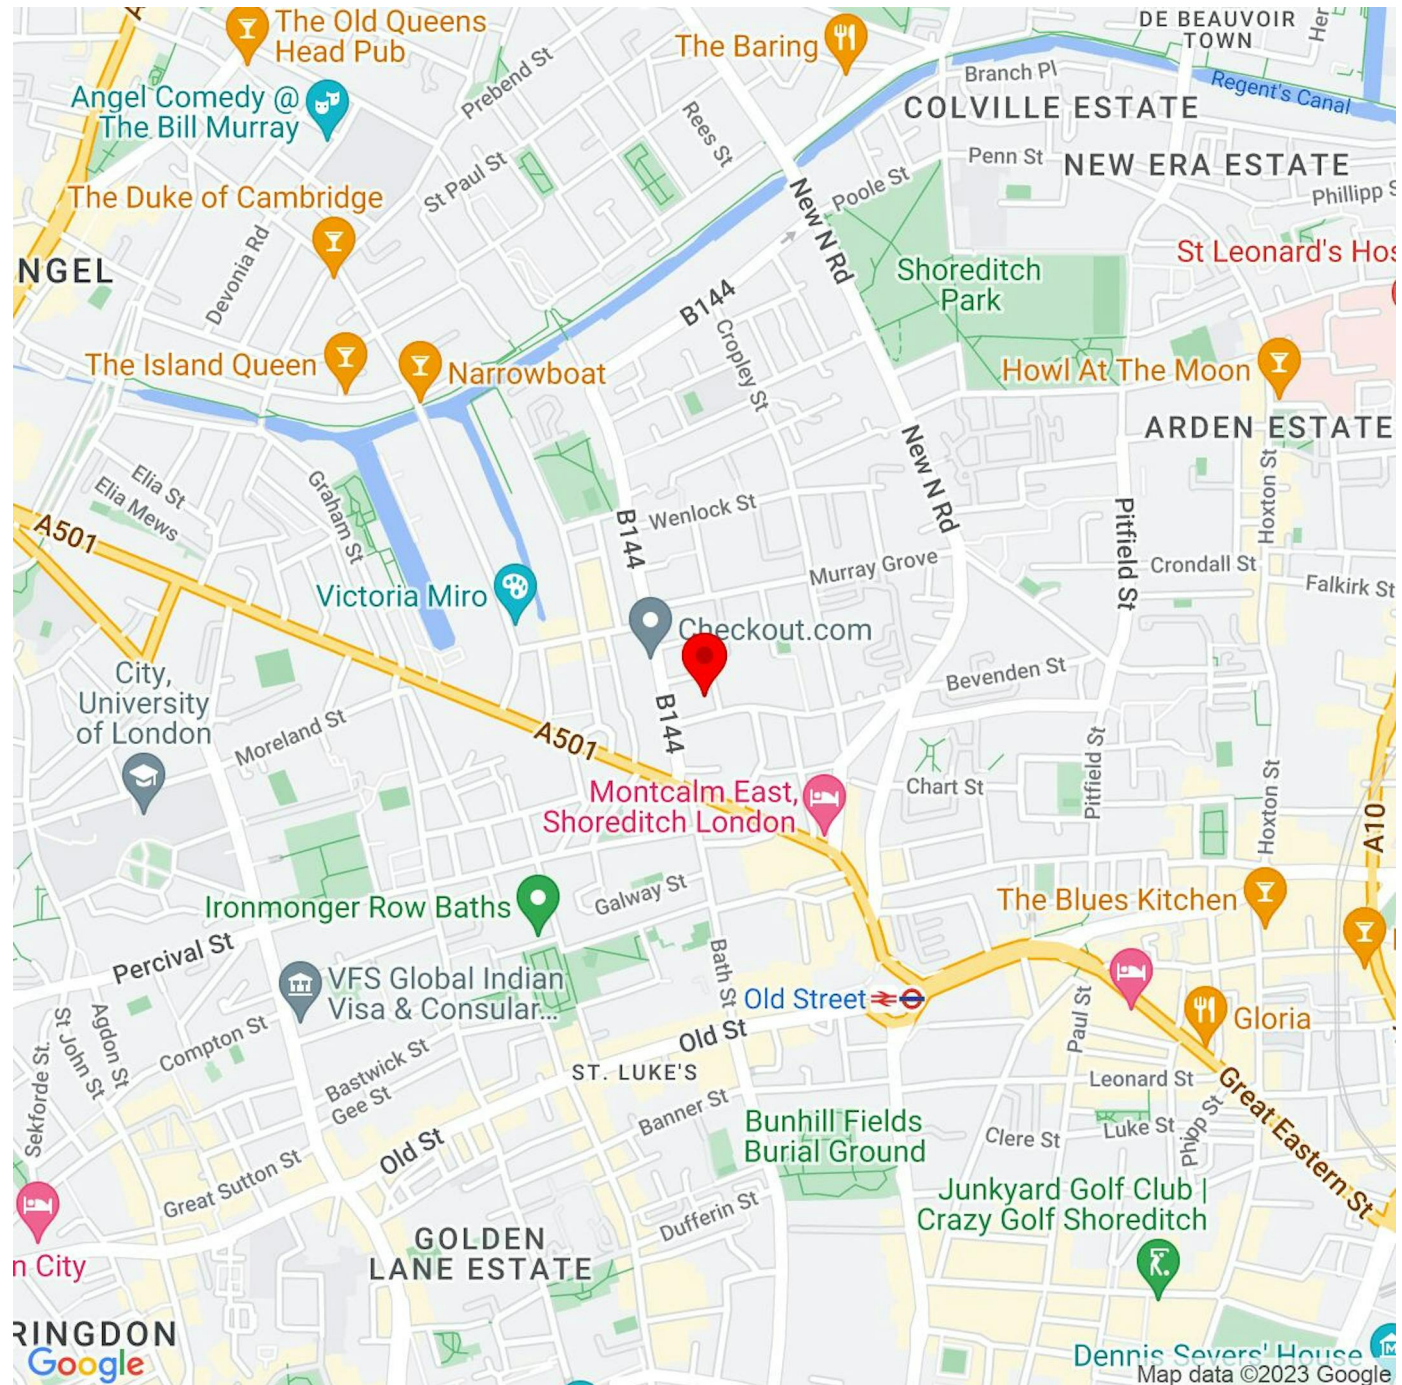 The Old Queens
Head Pub
The Baring
DE BEAUVOIR
TOWN
Prebend St
Branch Pl
Regent's Canal
Angel Comedy @
The Bill Murray
COLVILLE ESTATE
Rees St
Penn St
NEW ERA ESTATE
St Paul St
Poole St
Phillipp S
The Duke of Cambridge
New N Rd
Devonia Rd
St Leonard's Hos
NGEL
Shoreditch
Park
B144
Cropley St
The Island Queen
Narrowboat
Howl At The Moon
ARDEN ESTATE
New N Rd
Elia St
Elia Mews
Graham St
Hoxton St
A501
Wenlock St
B144
Pitfield St
Murray Grove
Crondall St
Falkirk St
Victoria Miro
Checkout.com
City,
University
of London
Bevenden St
B144
Moreland St
A501
Pitfield St
Chart St
Montcalm East,
Shoreditch London
Hoxton St
A10
Galway St
The Blues Kitchen
Ironmonger Row Baths
Percival St
Bath St
VFS Global Indian
Visa & Consular...
Old Street
Paul St
Agdon St
St John St
Compton St
Gloria
Old St
Sekforde St.
Bastwick St
Gee St
ST. LUKE'S
Leonard St
Great Eastern St
Banner St
Bunhill Fields
Burial Ground
Clere St
Luke St
Phipp St
Old St
Great Sutton St
Junkyard Golf Club |
Crazy Golf Shoreditch
Dufferin St
GOLDEN
LANE ESTATE
n City
RINGDON
Google
Dennis Severs' House
Map data ©2023 Google